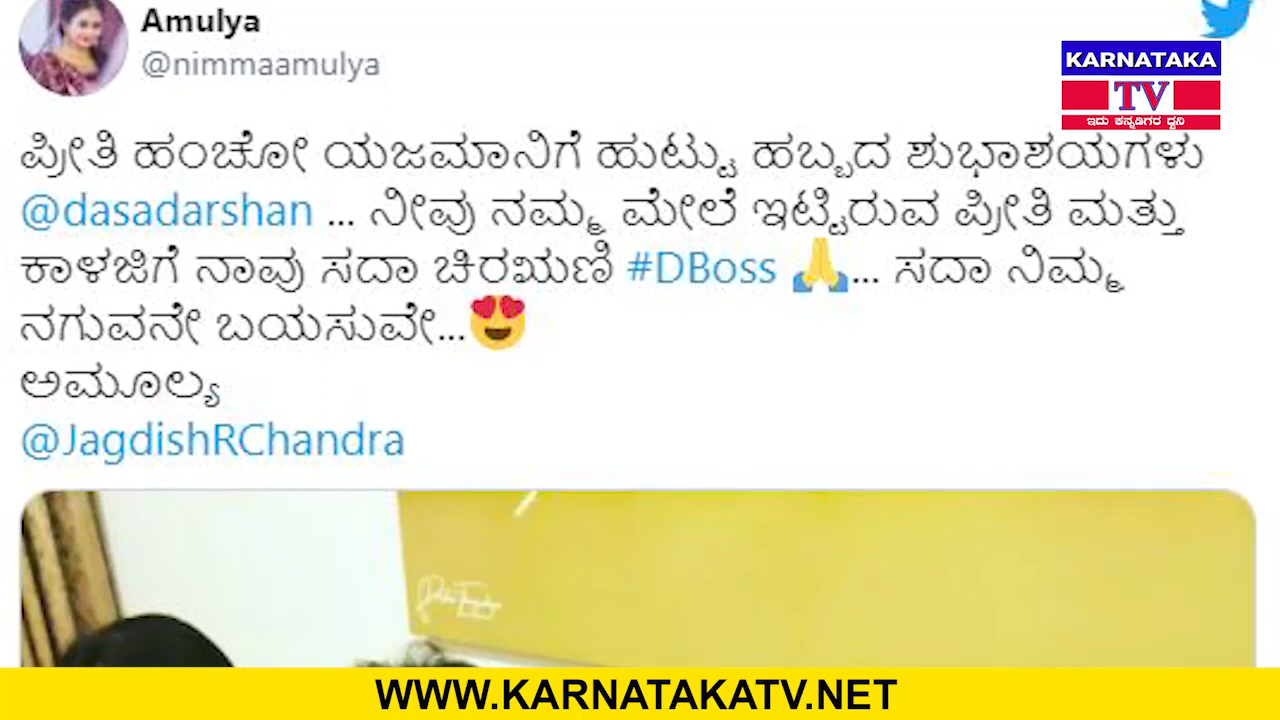 Amulya
@nimmaamulya
KARNATAKA
TV
ಇದು ಕನ್ನಡಿಗರ ಧ್ವನಿ
ಪ್ರೀತಿ ಹಂಚೋ ಯಜಮಾನಿಗೆ ಹುಟ್ಟು ಹಬ್ಬದ ಶುಭಾಶಯಗಳು
@dasadarshan ... ನೀವು ನಮ್ಮ ಮೇಲೆ ಇಟ್ಟಿರುವ ಪ್ರೀತಿ ಮತ್ತು
ಕಾಳಜಿಗೆ ನಾವು ಸದಾ ಚಿರಋಣಿ #DBoss 🙏... ಸದಾ ನಿಮ್ಮ
ನಗುವನೇ ಬಯಸುವೇ...😍
ಅಮೂಲ್ಯ
@JagdishRChandra
WWW.KARNATAKATV.NET